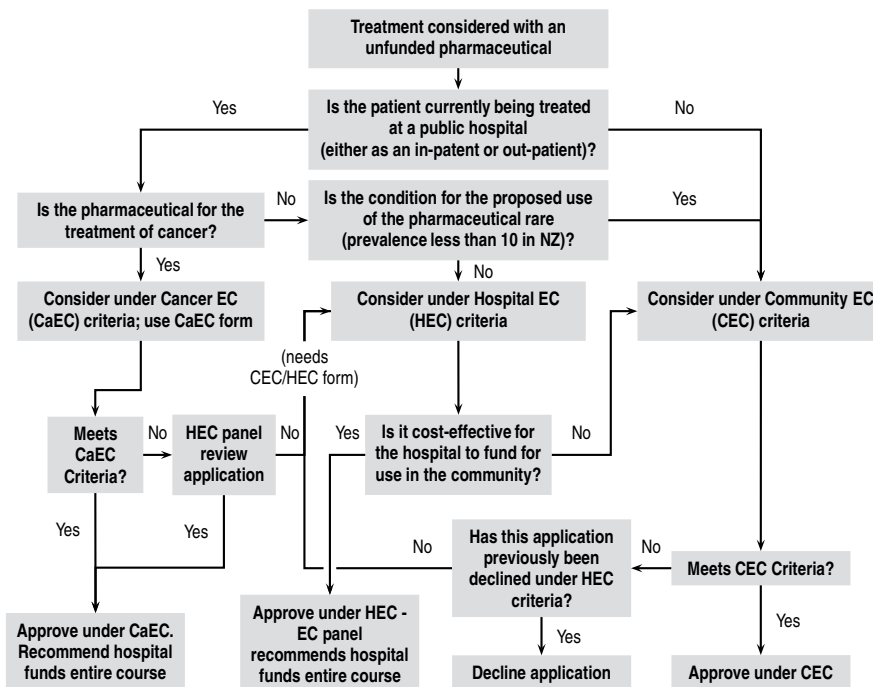 Treatment considered with an
unfunded pharmaceutical
Yes
Is the patient currently being treated
at a public hospital
(either as an in-patent or out-patient)?
No
Is the pharmaceutical for the
treatment of cancer?
No
Is the condition for the proposed use
of the pharmaceutical rare
(prevalence less than 10 in NZ)?
Yes
Yes
No
Consider under Cancer EC
(CaEC) criteria; use CaEC form
Consider under Hospital EC
(HEC) criteria
Consider under Community EC
(CEC) criteria
(needs
CEC/HEC form)
Meets
CaEC
Criteria?
No
HEC panel
review
application
No
Yes
Is it cost-effective for
the hospital to fund for
use in the community?
No
Yes
Yes
No
Has this application
previously been
declined under HEC
criteria?
No
Meets CEC Criteria?
Approve under CaEC.
Recommend hospital
funds entire course
Approve under HEC -
EC panel
recommends hospital
funds entire course
Yes
Decline application
Yes
Approve under CEC